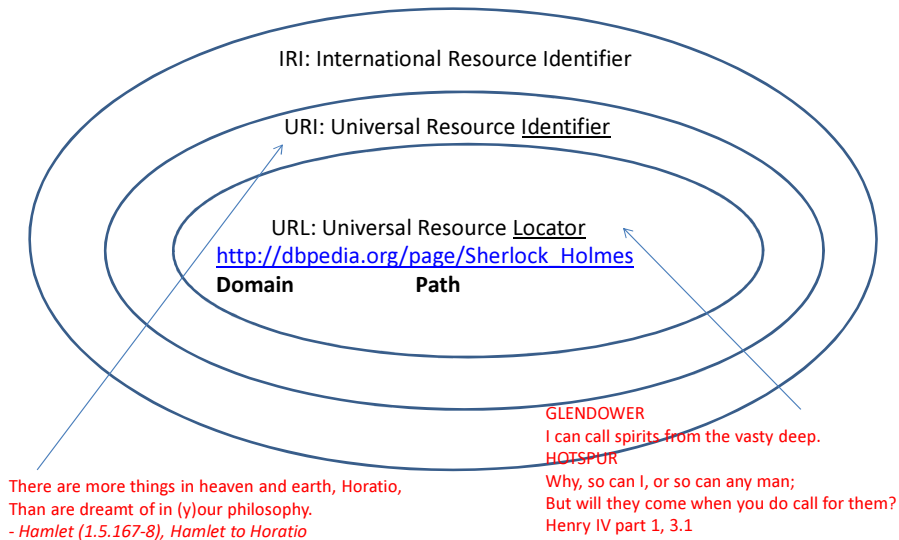 IRI: International Resource Identifier
URI: Universal Resource Identifier
URL: Universal Resource Locator
http://dbpedia.org/page/Sherlock_Holmes
Domain Path
GLENDOWER
I can call spirits from the vasty deep.
HOTSPUR
Why, so can I, or so can any man;
But will they come when you do call for them?
Henry IV part 1, 3.1
There are more things in heaven and earth, Horatio,
Than are dreamt of in (y)our philosophy.
- Hamlet (1.5.167-8), Hamlet to Horatio